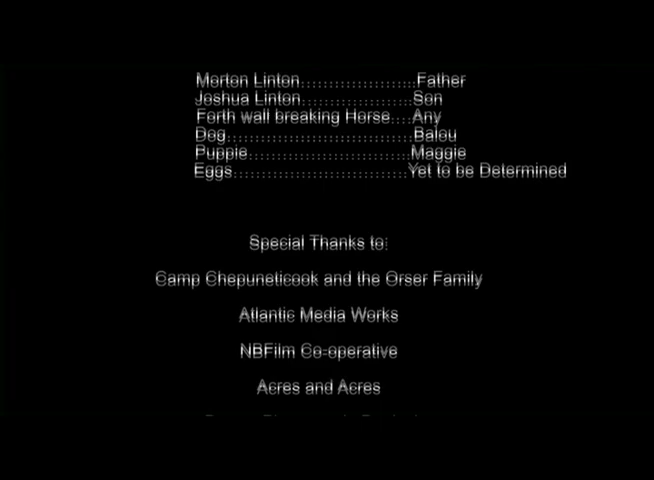 Morton Linton.....................Father
Joshua Linton....................Son
Forth wall breaking Horse....Any
Dog..................................Balou
Puppie..............................Maggie
Eggs................................Yet to be Determined
Special Thanks to:
Camp Chepuneticook and the Orser Family
Atlantic Media Works
NBFilm Co-operative
Acres and Acres